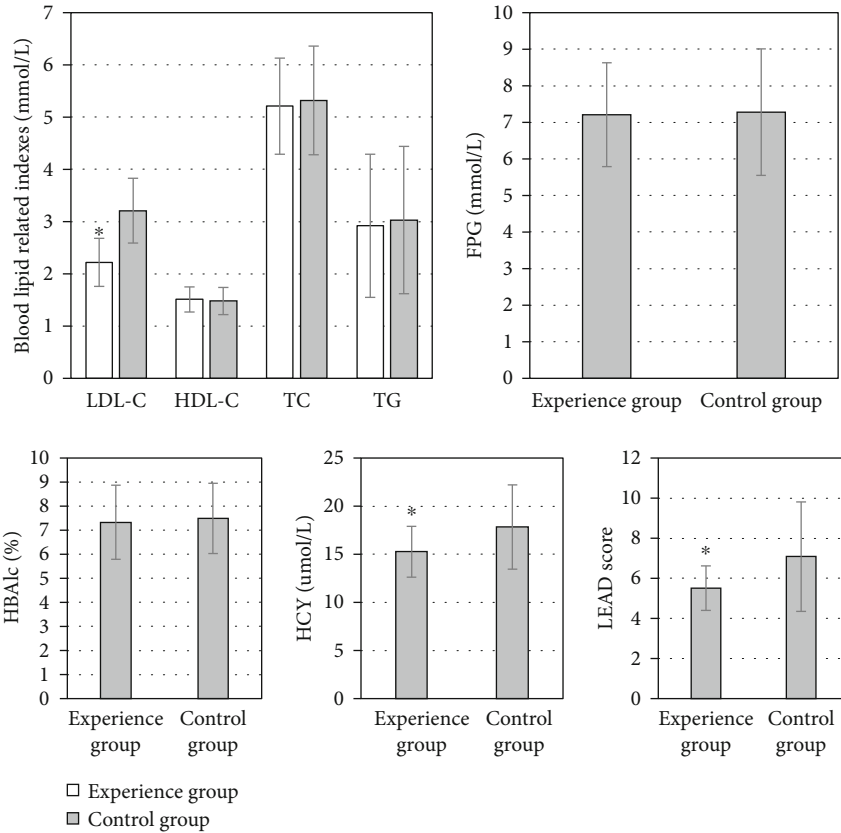 Blood lipid related indexes (mmol/L)
7
6
5
4
3
2
1
0
*
LDL-C HDL-C TC TG
FPG (mmol/L)
10
9
8
7
6
5
4
3
2
1
0
Experience group Control group
HBAlc (%)
10
9
8
7
6
5
4
3
2
1
0
Experience
group
Control
group
HCY (umol/L)
25
20
15
10
5
0
*
Experience
group
Control
group
LEAD score
12
10
8
6
4
2
0
*
Experience
group
Control
group
Experience group
Control group